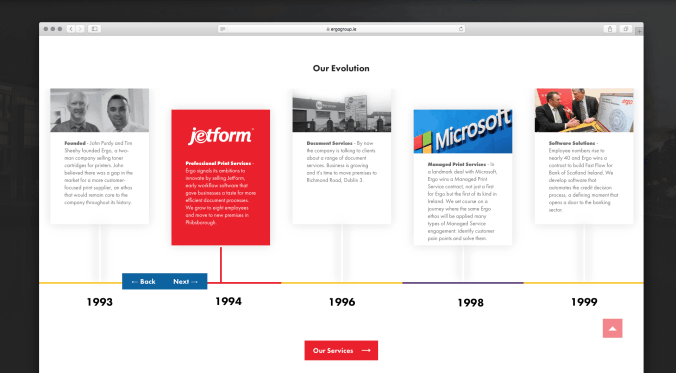 ergogroup.ie
Our Evolution
Founded - John Purdy and Tim
Sheehy founded Ergo, a two-
man company selling toner
cartridges for printers. John
believed there was a gap in the
market for a more customer-
focused print supplier, an ethos
that would remain core to the
company throughout its history.
1993
jetform
Professional Print Services -
Ergo signals its ambitions to
innovate by selling JetForm,
early workflow software that
gave businesses a taste for more
efficient document processes.
We grow to eight employees
and move to new premises in
Phibsborough.
1994
Document Services - By now
the company is talking to clients
about a range of document
services. Business is growing
and it's time to move premises to
Richmond Road, Dublin 3.
1996
Microsoft
Managed Print Services - In
a landmark deal with Microsoft,
Ergo wins a Managed Print
Service contract, not just a first
for Ergo but the first of its kind in
Ireland. We set course on a
journey where the same Ergo
ethos will be applied many
types of Managed Service
engagement: identify customer
pain points and solve them.
1998
ergo
Software Solutions -
Employee numbers rise to
nearly 40 and Ergo wins a
contract to build Fast Flow for
Bank of Scotland Ireland. We
develop software that
automates the credit decision
process, a defining moment that
opens a door to the banking
sector.
1999
← Back Next →
Our Services →